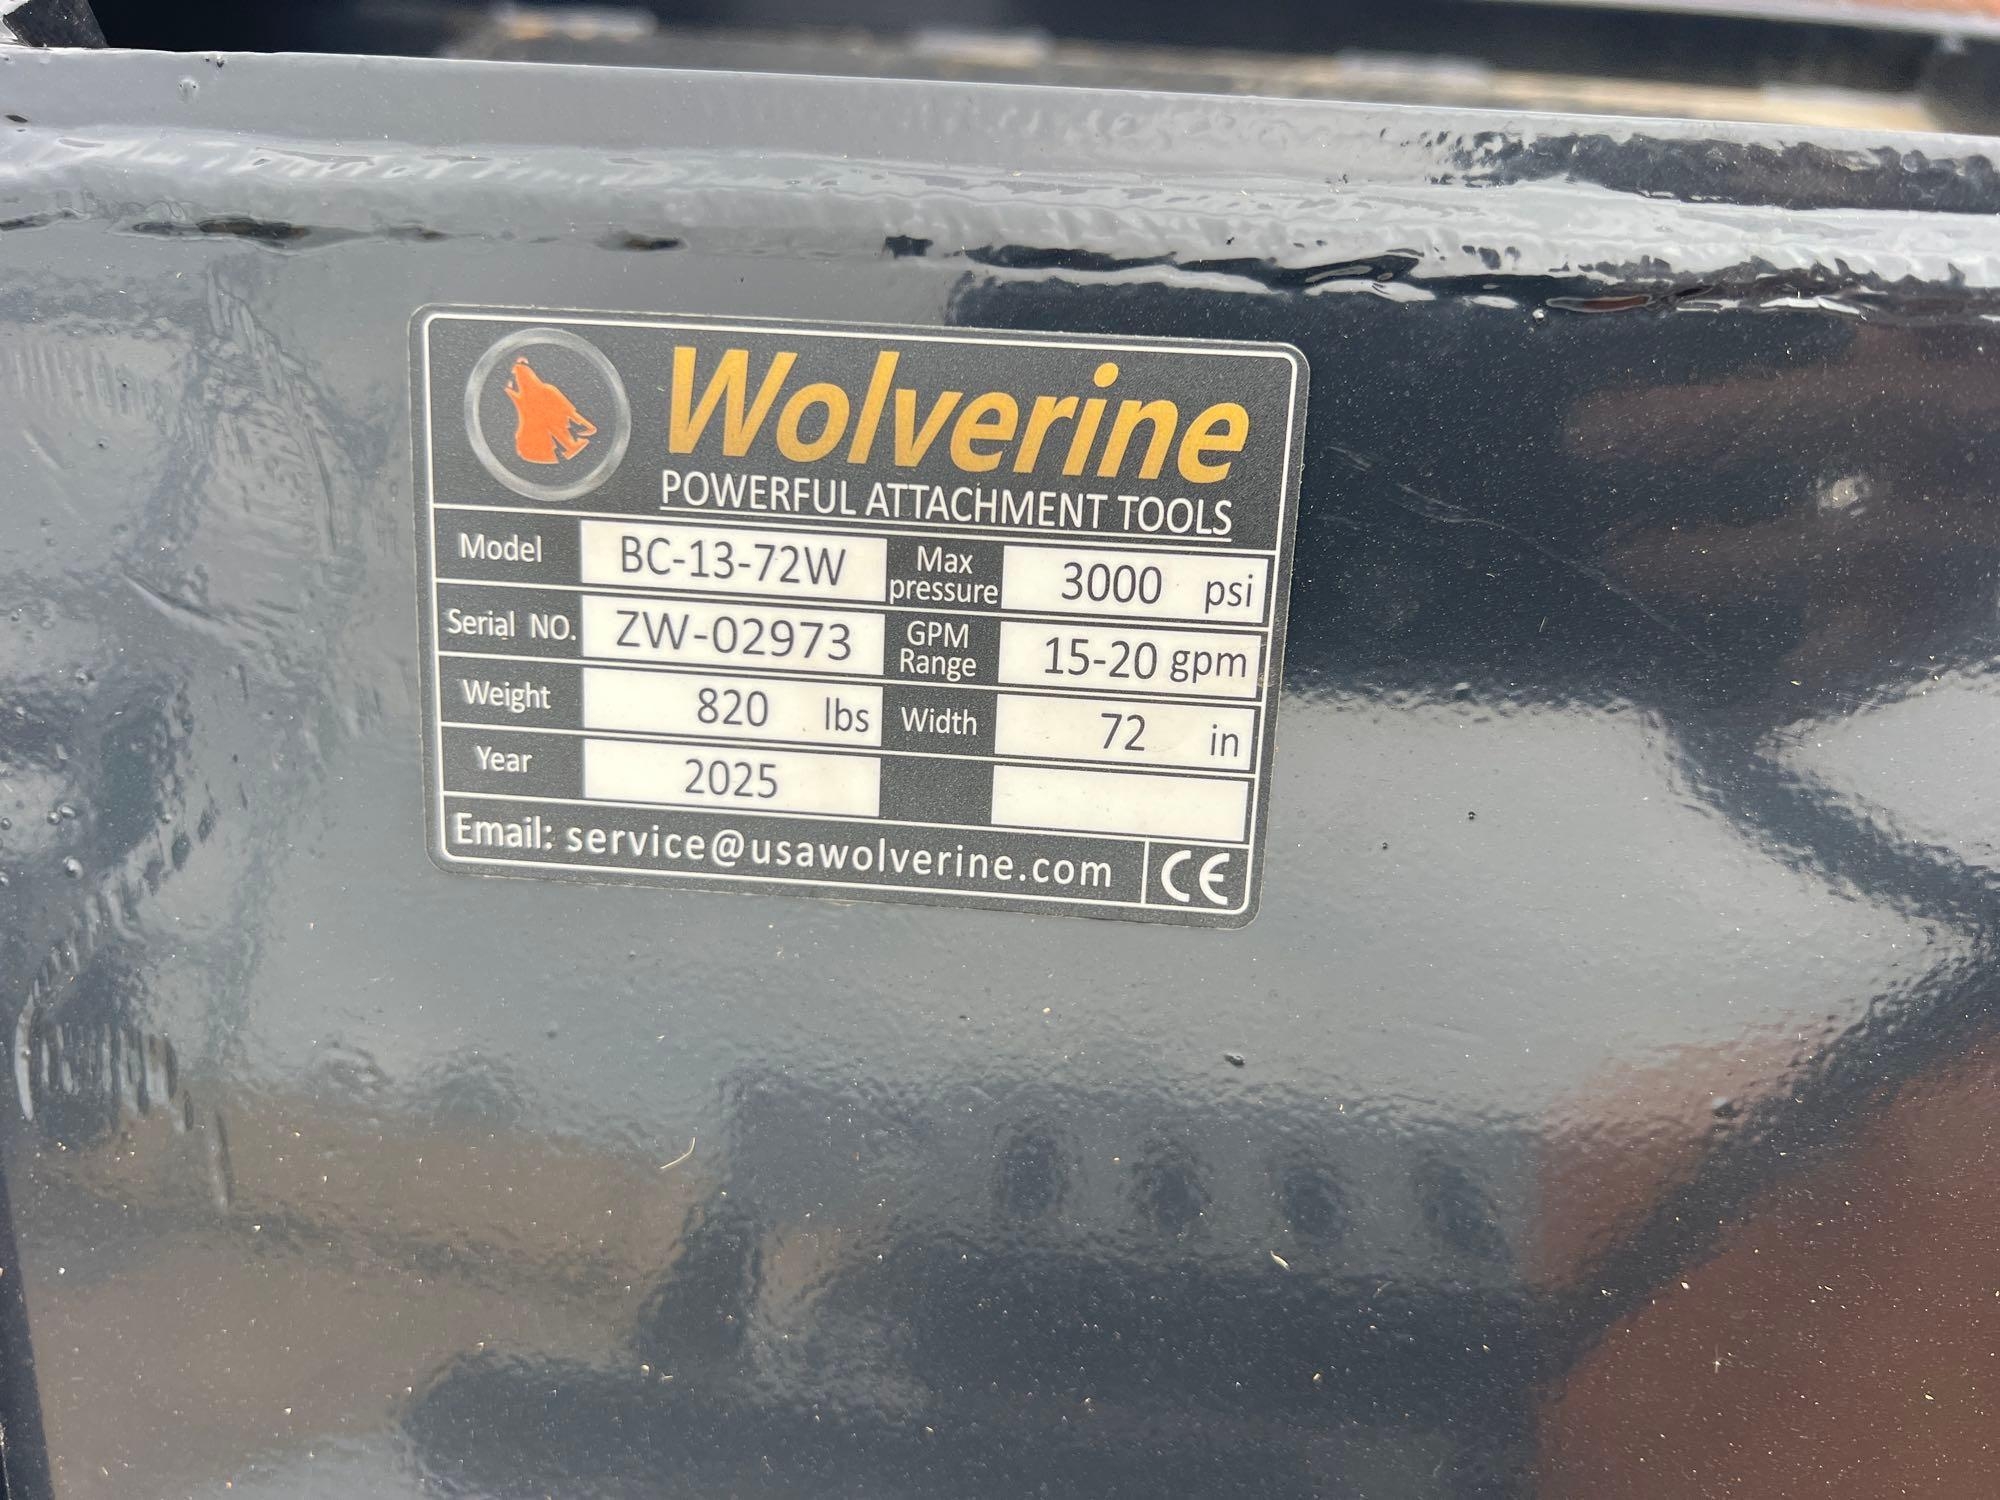 Wolverine
POWERFUL ATTACHMENT TOOLS
Model BC-13-72W Max pressure 3000 psi
Serial NO. ZW-02973 GPM Range 15-20 gpm
Weight 820 lbs Width 72 in
Year 2025
Email: service@usawolverine.com CE